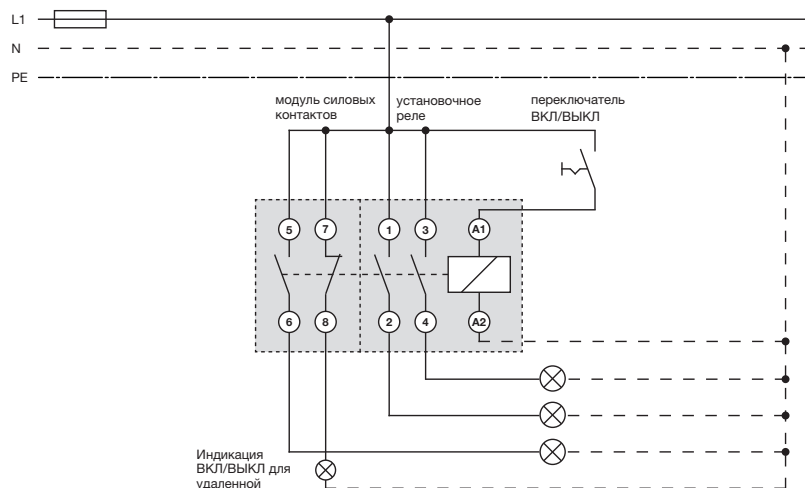 L1
N
PE
модуль силовых
контактов
установочное
реле
переключатель
ВКЛ/ВЫКЛ
5 7 1 3 A1
6 8 2 4 A2
Индикация
ВКЛ/ВЫКЛ для
удаленной